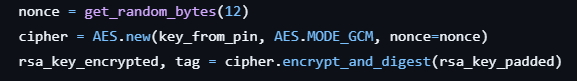 nonce = get_random_bytes(12)
cipher = AES.new(key_from_pin, AES.MODE_GCM, nonce=nonce)
rsa_key_encrypted, tag = cipher.encrypt_and_digest(rsa_key_padded)